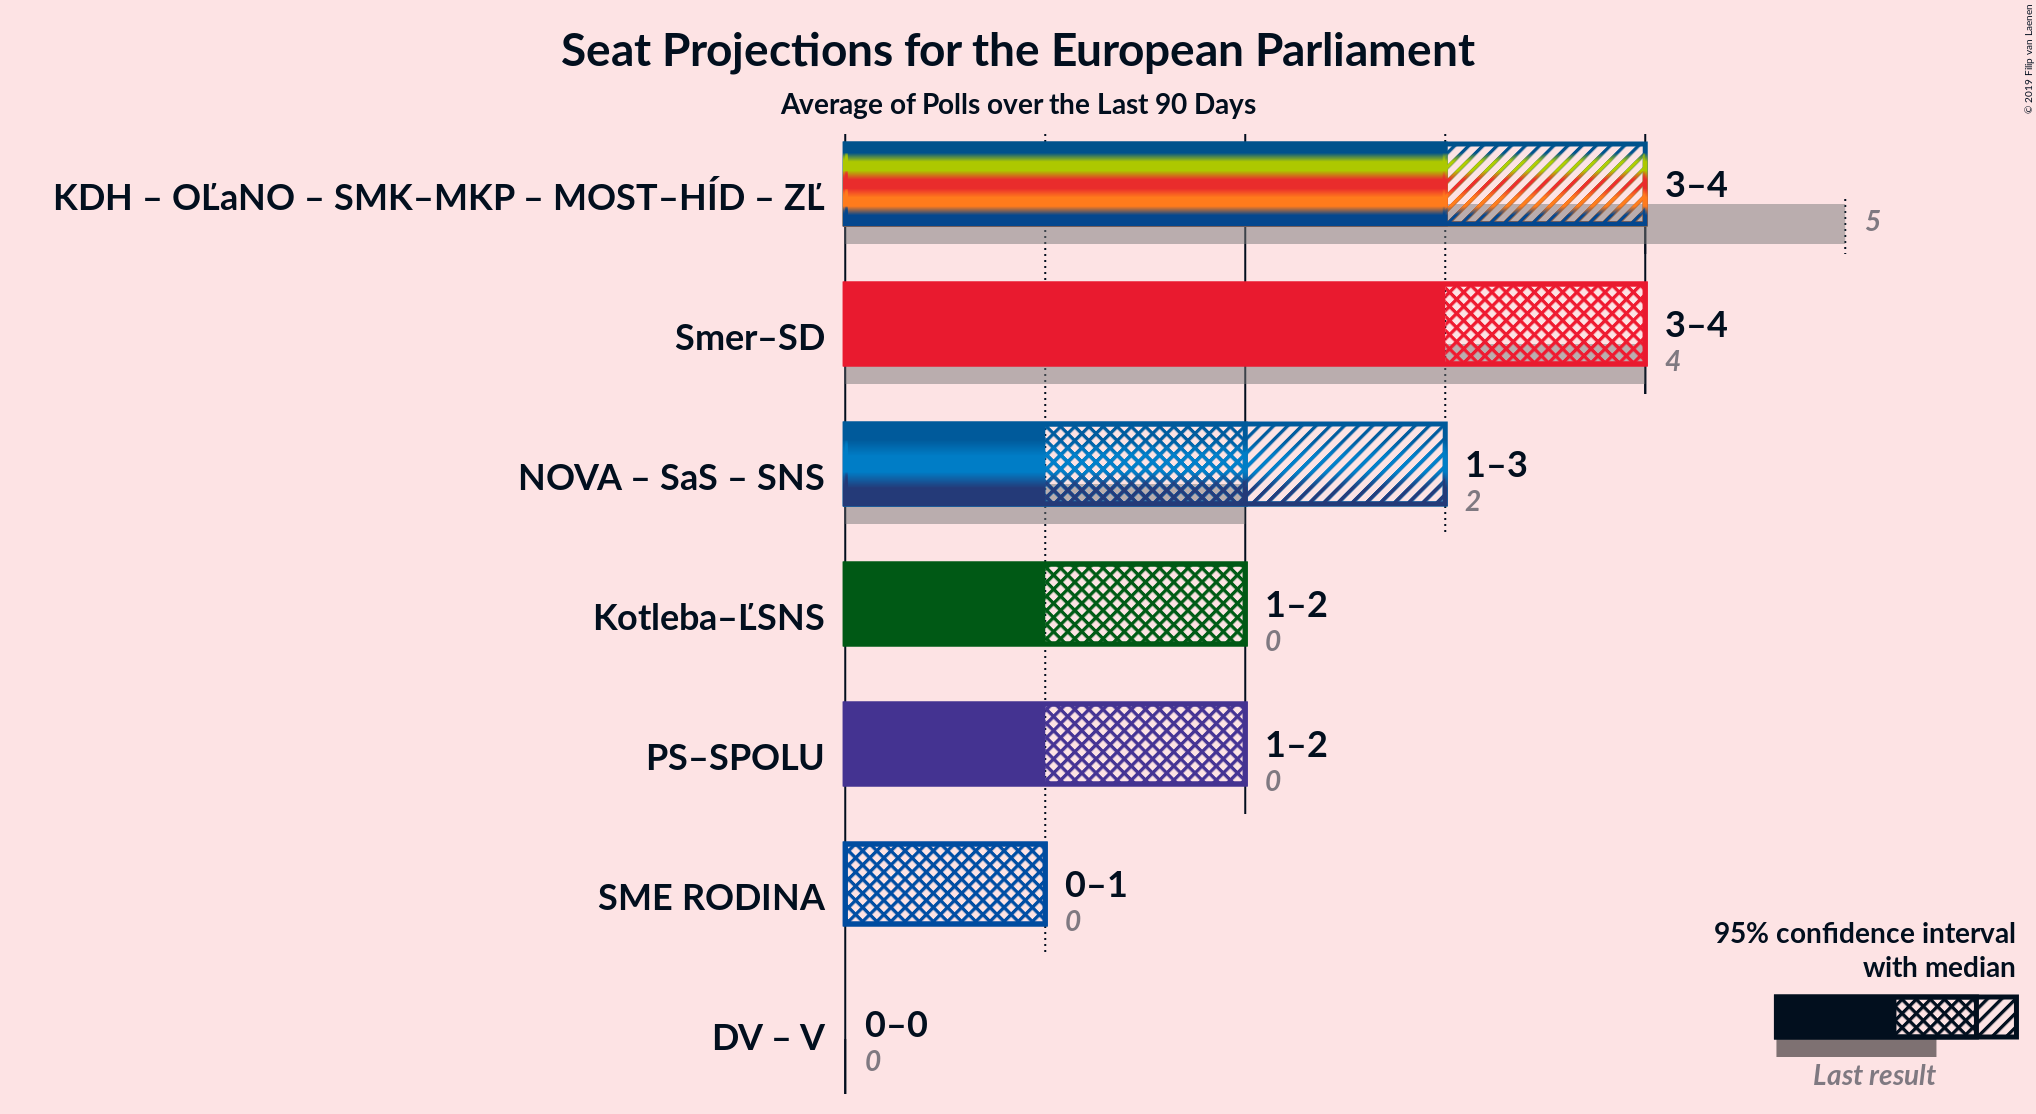 Seat Projections for the European Parliament
Average of Polls over the Last 90 Days
© 2019 Filip van Laenen
KDH – OĽaNO – SMK–MKP – MOST–HÍD – ZĽ
3–4
5
Smer–SD
3–4
4
NOVA – SaS – SNS
1–3
2
Kotleba–ĽSNS
1–2
0
PS–SPOLU
1–2
0
SME RODINA
0–1
0
DV – V
0–0
0
95% confidence interval
with median
Last result